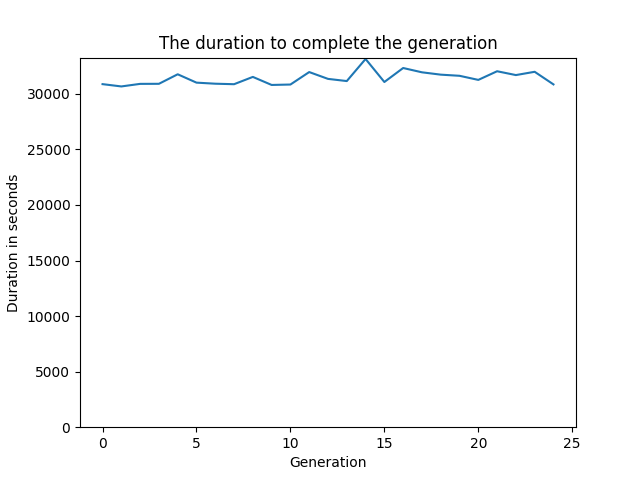 The duration to complete the generation
30000
25000
20000
15000
10000
5000
0
Duration in seconds
0 5 10 15 20 25
Generation